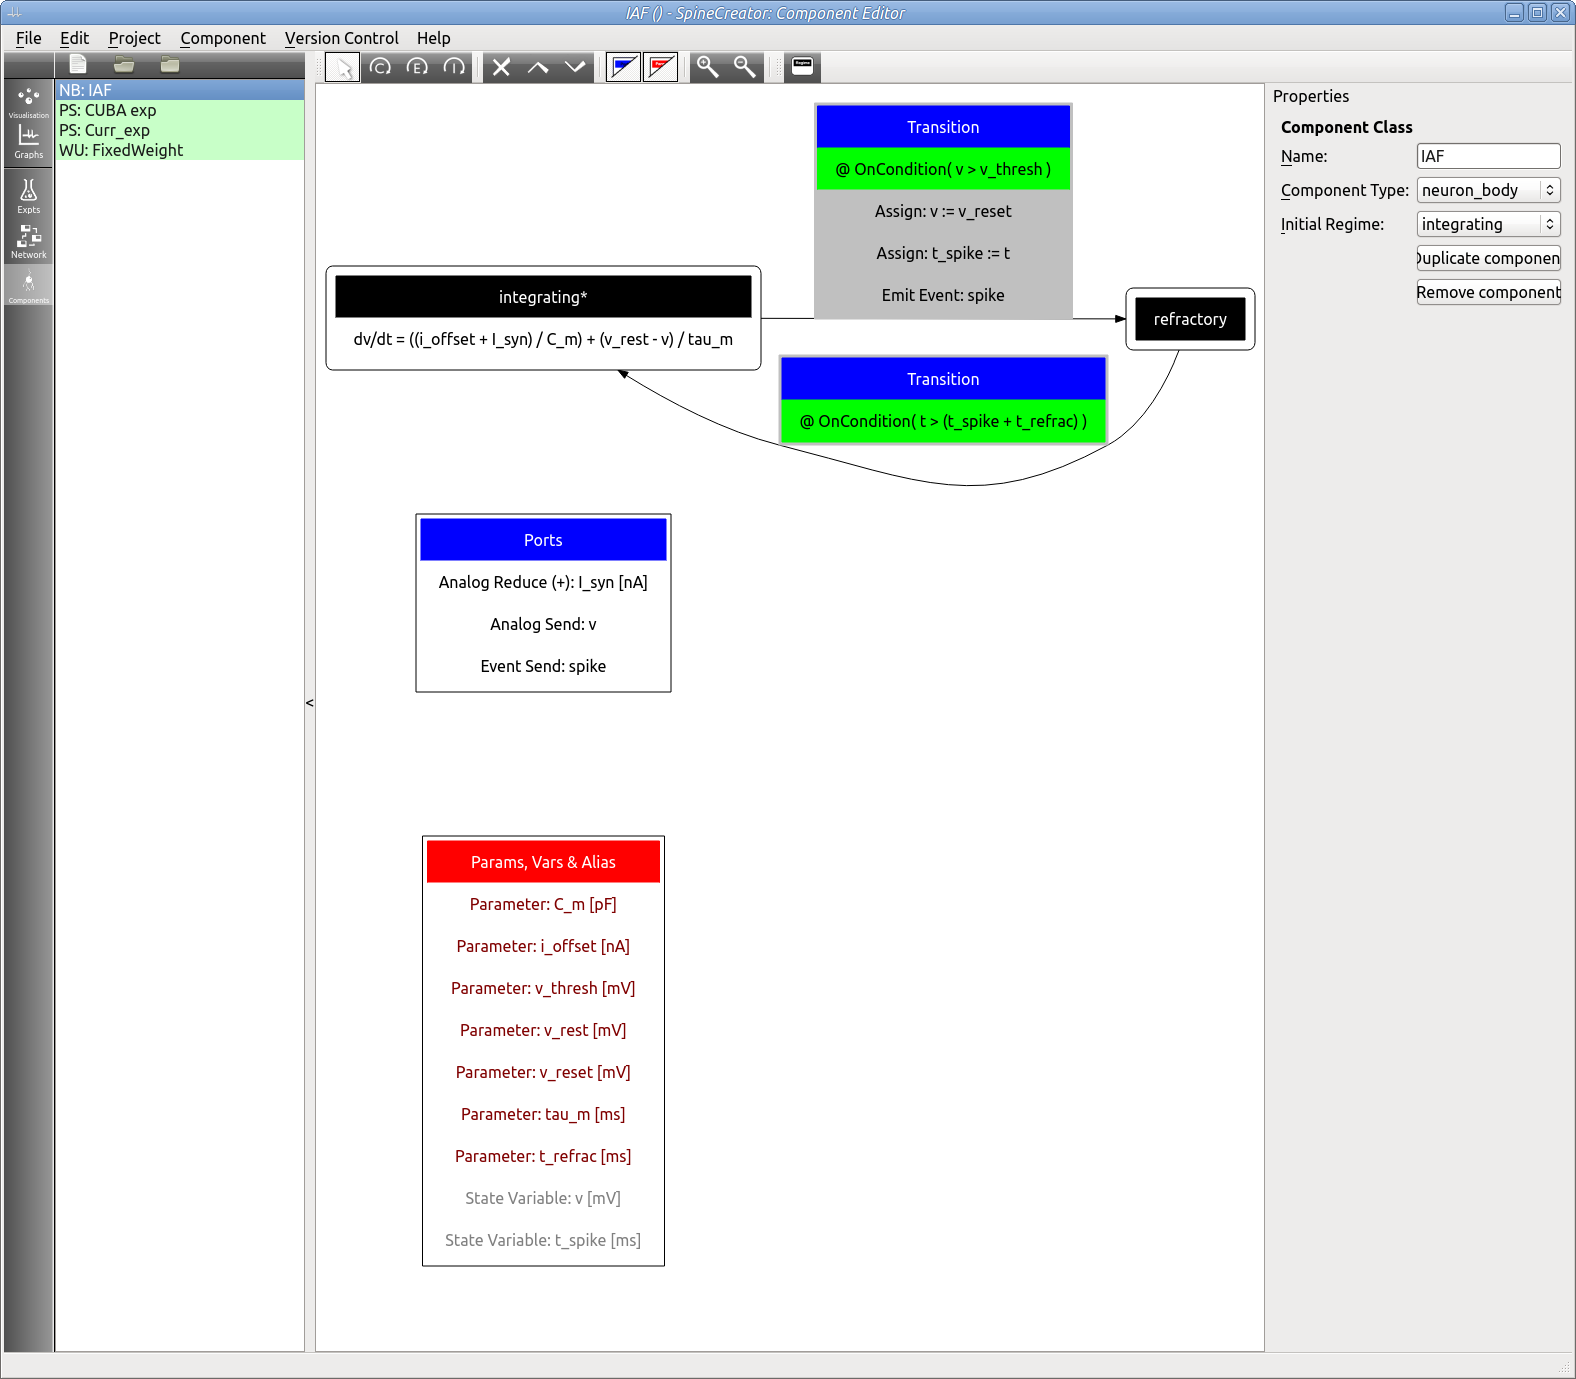 IAF () - SpineCreator: Component Editor
File Edit Project Component Version Control Help
C E I
Visualisation
Graphs
Expts
Network
Components
NB: IAF
PS: CUBA exp
PS: Curr_exp
WU: FixedWeight
<
Transition
@ OnCondition( v > v_thresh )
Assign: v := v_reset
Assign: t_spike := t
Emit Event: spike
integrating*
dv/dt = ((i_offset + I_syn) / C_m) + (v_rest - v) / tau_m
refractory
Transition
@ OnCondition( t > (t_spike + t_refrac) )
Ports
Analog Reduce (+): I_syn [nA]
Analog Send: v
Event Send: spike
Params, Vars & Alias
Parameter: C_m [pF]
Parameter: i_offset [nA]
Parameter: v_thresh [mV]
Parameter: v_rest [mV]
Parameter: v_reset [mV]
Parameter: tau_m [ms]
Parameter: t_refrac [ms]
State Variable: v [mV]
State Variable: t_spike [ms]
Properties
Component Class
Name: IAF
Component Type: neuron_body
Initial Regime: integrating
Duplicate componen
Remove component